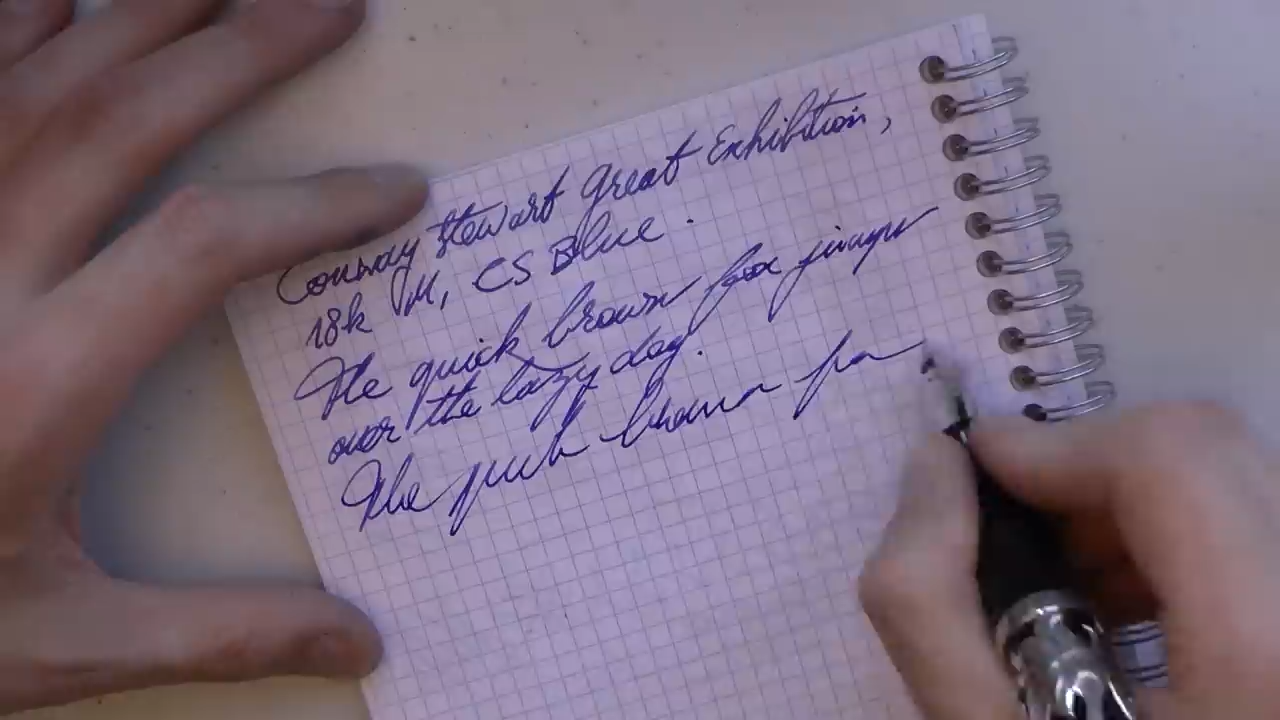 Conway Stewart Great Exhibition,
18k M, CS Blue.
The quick brown fox jumps
over the lazy dog.
The quick brown fox